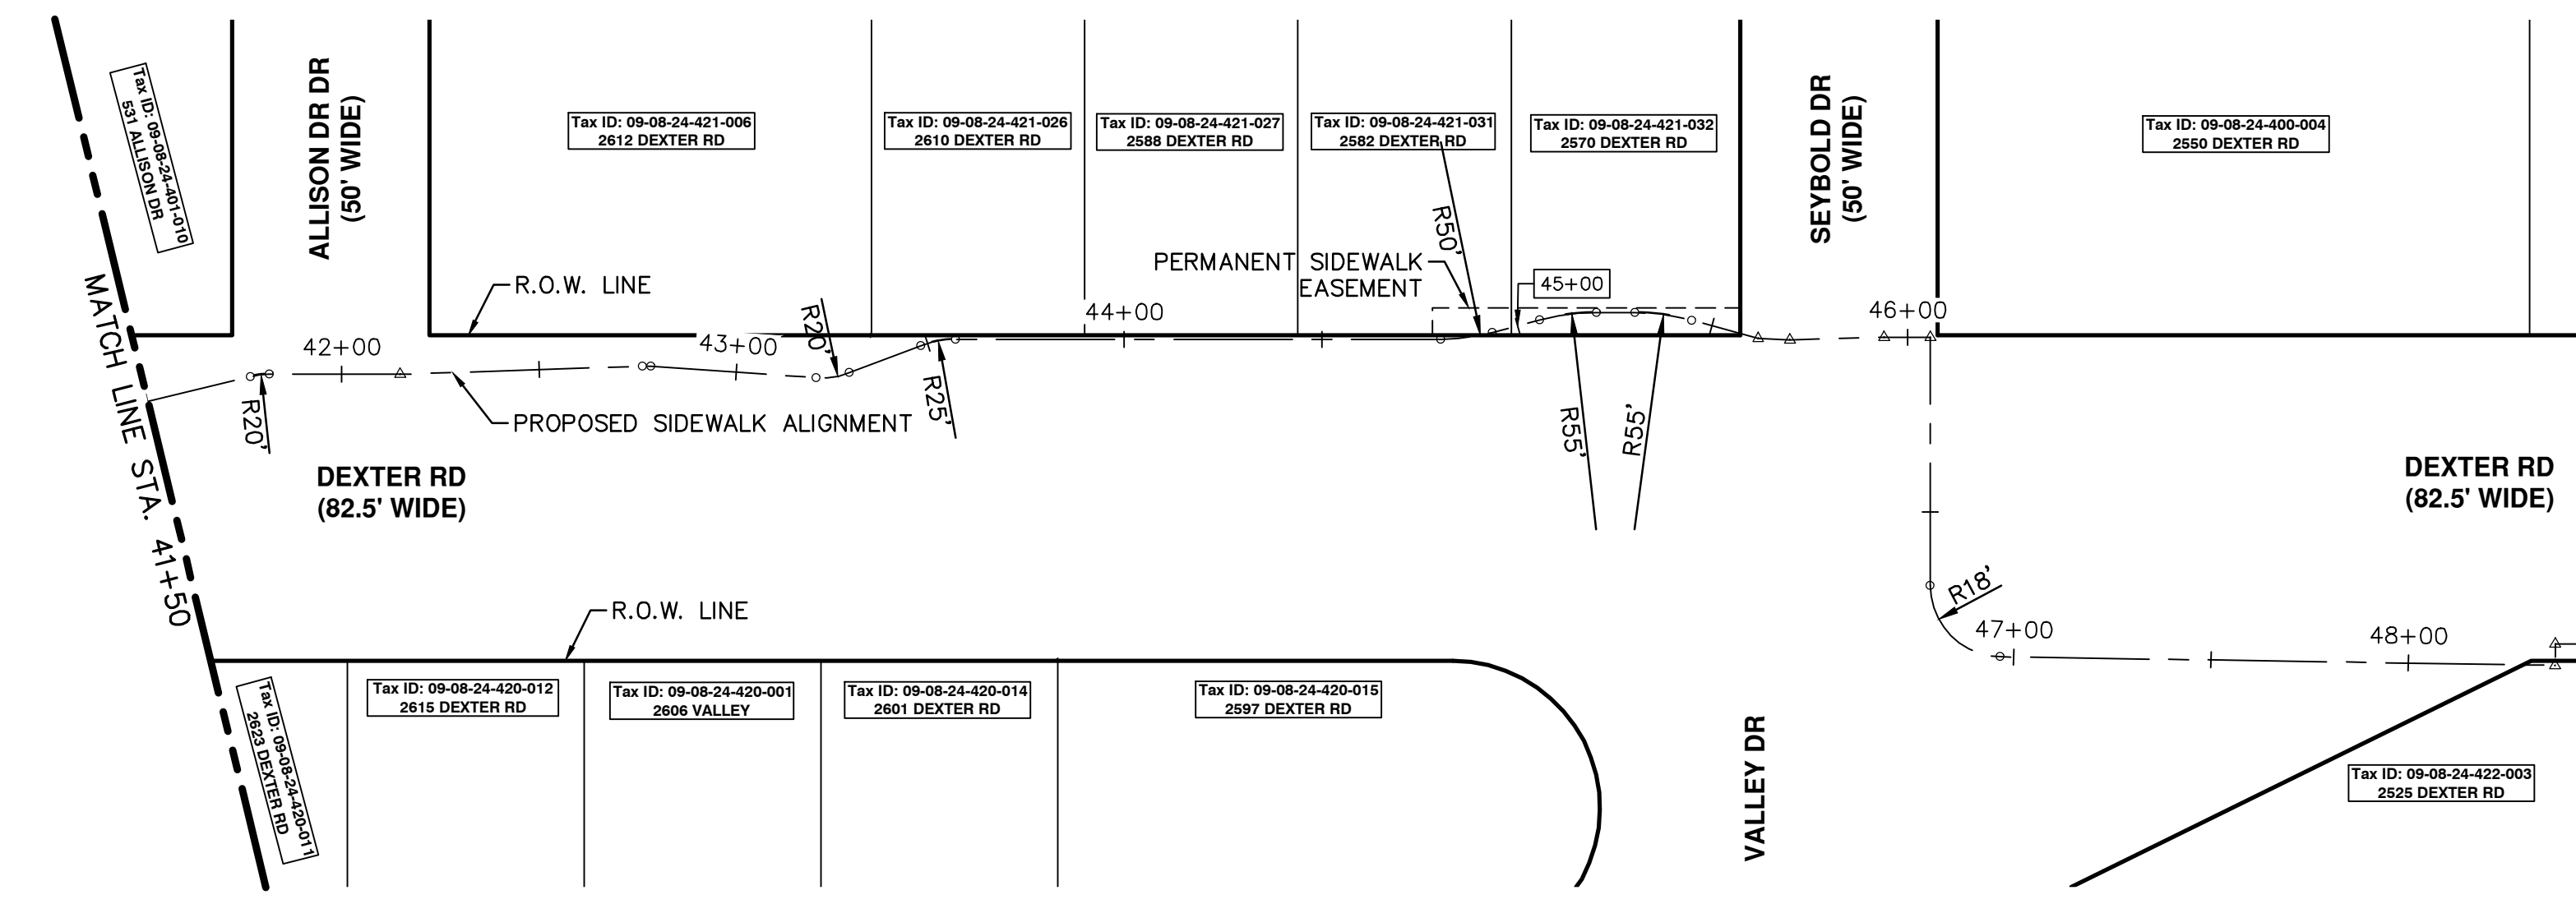 Tax ID: 09-08-24-401-010
531 ALLISON DR
ALLISON DR DR
(50' WIDE)
Tax ID: 09-08-24-421-006
2612 DEXTER RD
Tax ID: 09-08-24-421-026
2610 DEXTER RD
Tax ID: 09-08-24-421-027
2588 DEXTER RD
Tax ID: 09-08-24-421-031
2582 DEXTER RD
Tax ID: 09-08-24-421-032
2570 DEXTER RD
SEYBOLD DR
(50' WIDE)
Tax ID: 09-08-24-400-004
2550 DEXTER RD
R50'
PERMANENT SIDEWALK
EASEMENT
R.O.W. LINE
45+00
44+00
46+00
MATCH LINE STA. 41+50
42+00
43+00
R20'
R20'
R25'
PROPOSED SIDEWALK ALIGNMENT
R55'
R55'
DEXTER RD
(82.5' WIDE)
DEXTER RD
(82.5' WIDE)
R18'
R.O.W. LINE
47+00
48+00
Tax ID: 09-08-24-420-011
2623 DEXTER RD
Tax ID: 09-08-24-420-012
2615 DEXTER RD
Tax ID: 09-08-24-420-001
2606 VALLEY
Tax ID: 09-08-24-420-014
2601 DEXTER RD
Tax ID: 09-08-24-420-015
2597 DEXTER RD
VALLEY DR
Tax ID: 09-08-24-422-003
2525 DEXTER RD